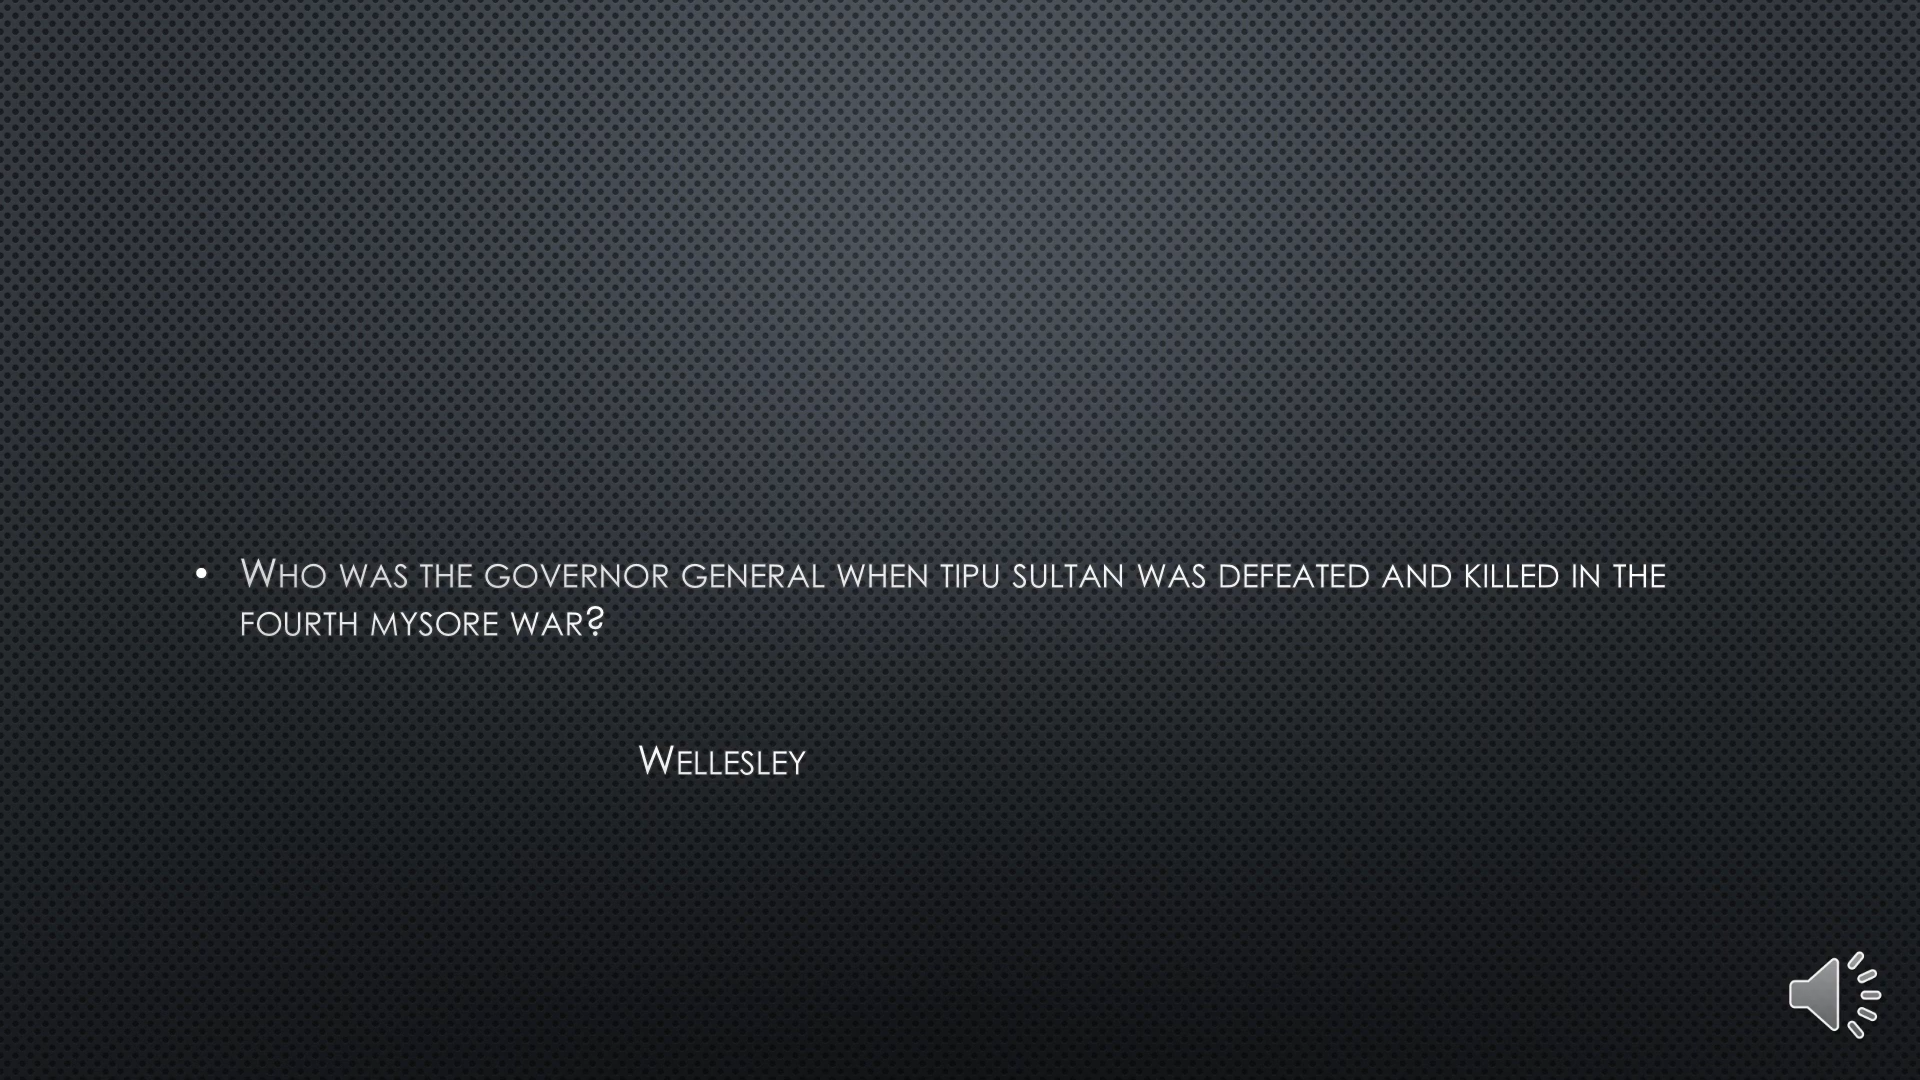 • Who was the governor general when tipu sultan was defeated and killed in the
fourth mysore war?
Wellesley